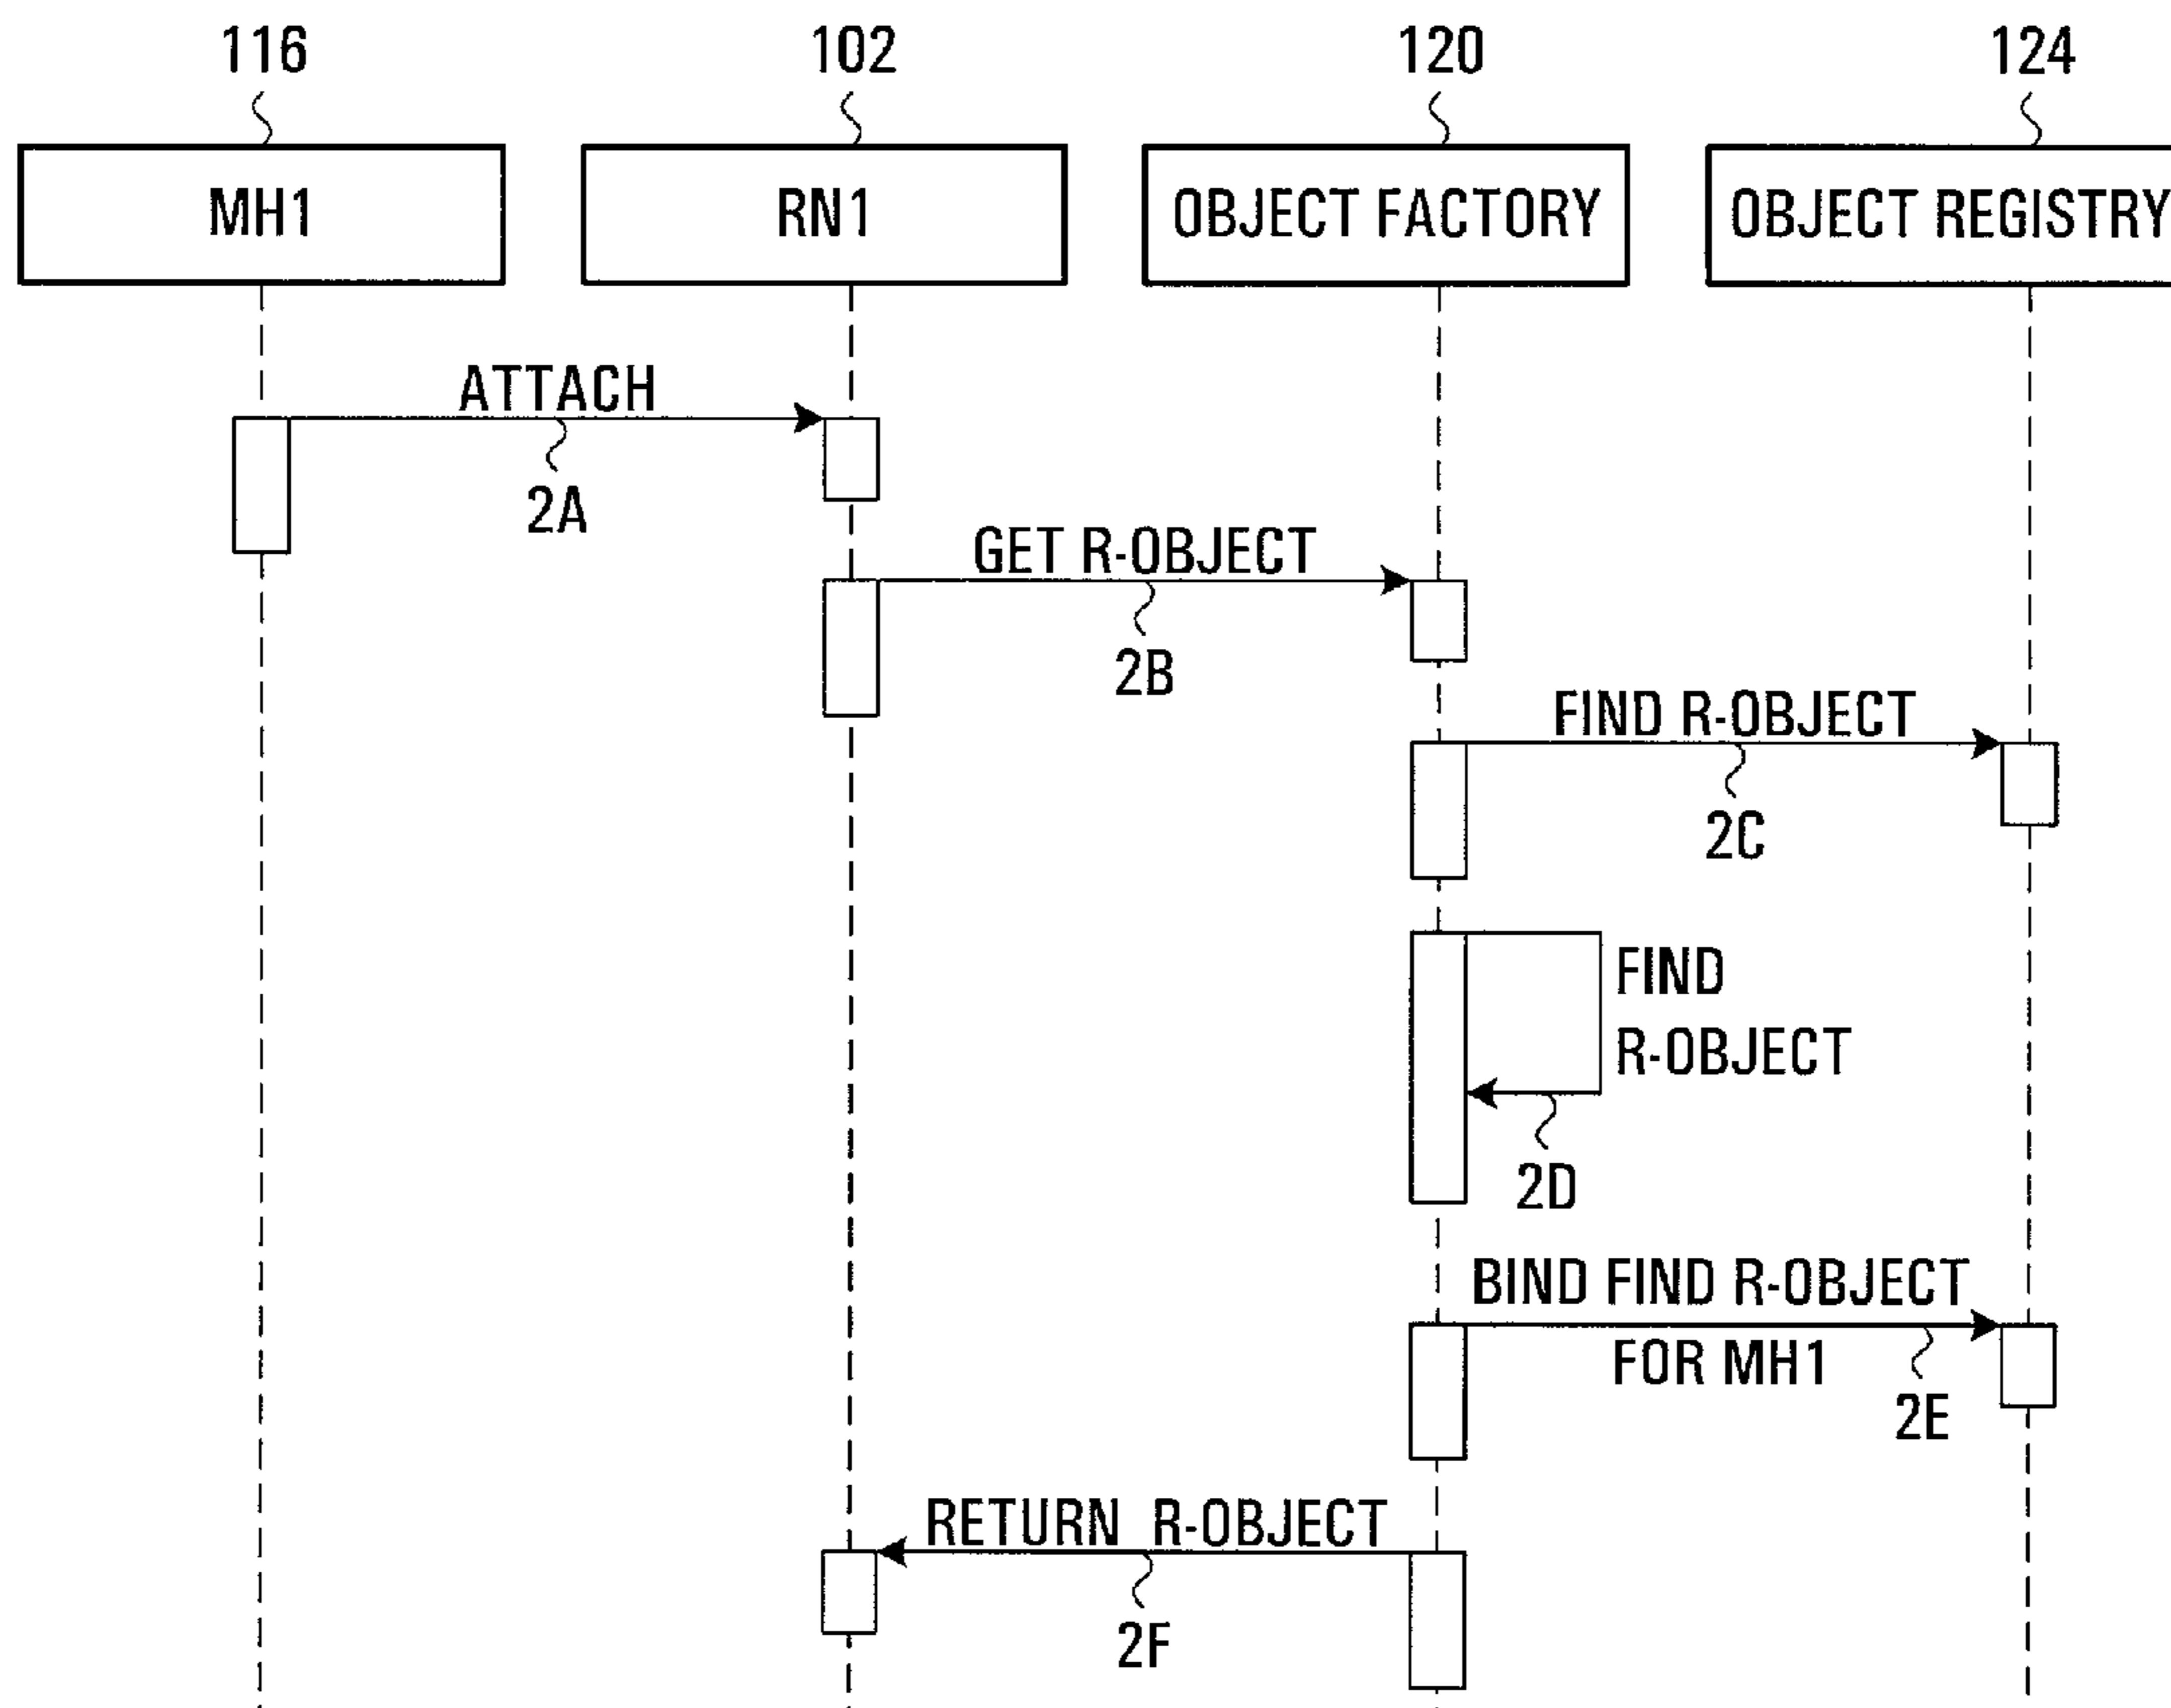 116
102
120
124
MH1
RN1
OBJECT FACTORY
OBJECT REGISTRY
ATTACH
2A
GET R-OBJECT
2B
FIND R-OBJECT
2C
FIND
R-OBJECT
2D
BIND FIND R-OBJECT
FOR MH1
2E
RETURN R-OBJECT
2F